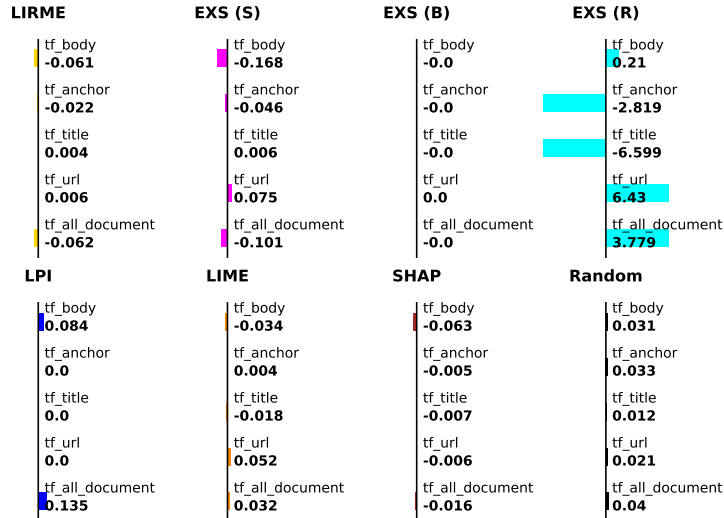 LIRME
tf_body
-0.061
tf_anchor
-0.022
tf_title
0.004
tf_url
0.006
tf_all_document
-0.062
EXS (S)
tf_body
-0.168
tf_anchor
-0.046
tf_title
0.006
tf_url
0.075
tf_all_document
-0.101
EXS (B)
tf_body
-0.0
tf_anchor
-0.0
tf_title
-0.0
tf_url
0.0
tf_all_document
-0.0
EXS (R)
tf_body
0.21
tf_anchor
-2.819
tf_title
-6.599
tf_url
6.43
tf_all_document
3.779
LPI
tf_body
0.084
tf_anchor
0.0
tf_title
0.0
tf_url
0.0
tf_all_document
0.135
LIME
tf_body
-0.034
tf_anchor
0.004
tf_title
-0.018
tf_url
0.052
tf_all_document
0.032
SHAP
tf_body
-0.063
tf_anchor
-0.005
tf_title
-0.007
tf_url
-0.006
tf_all_document
-0.016
Random
tf_body
0.031
tf_anchor
0.033
tf_title
0.012
tf_url
0.021
tf_all_document
0.04